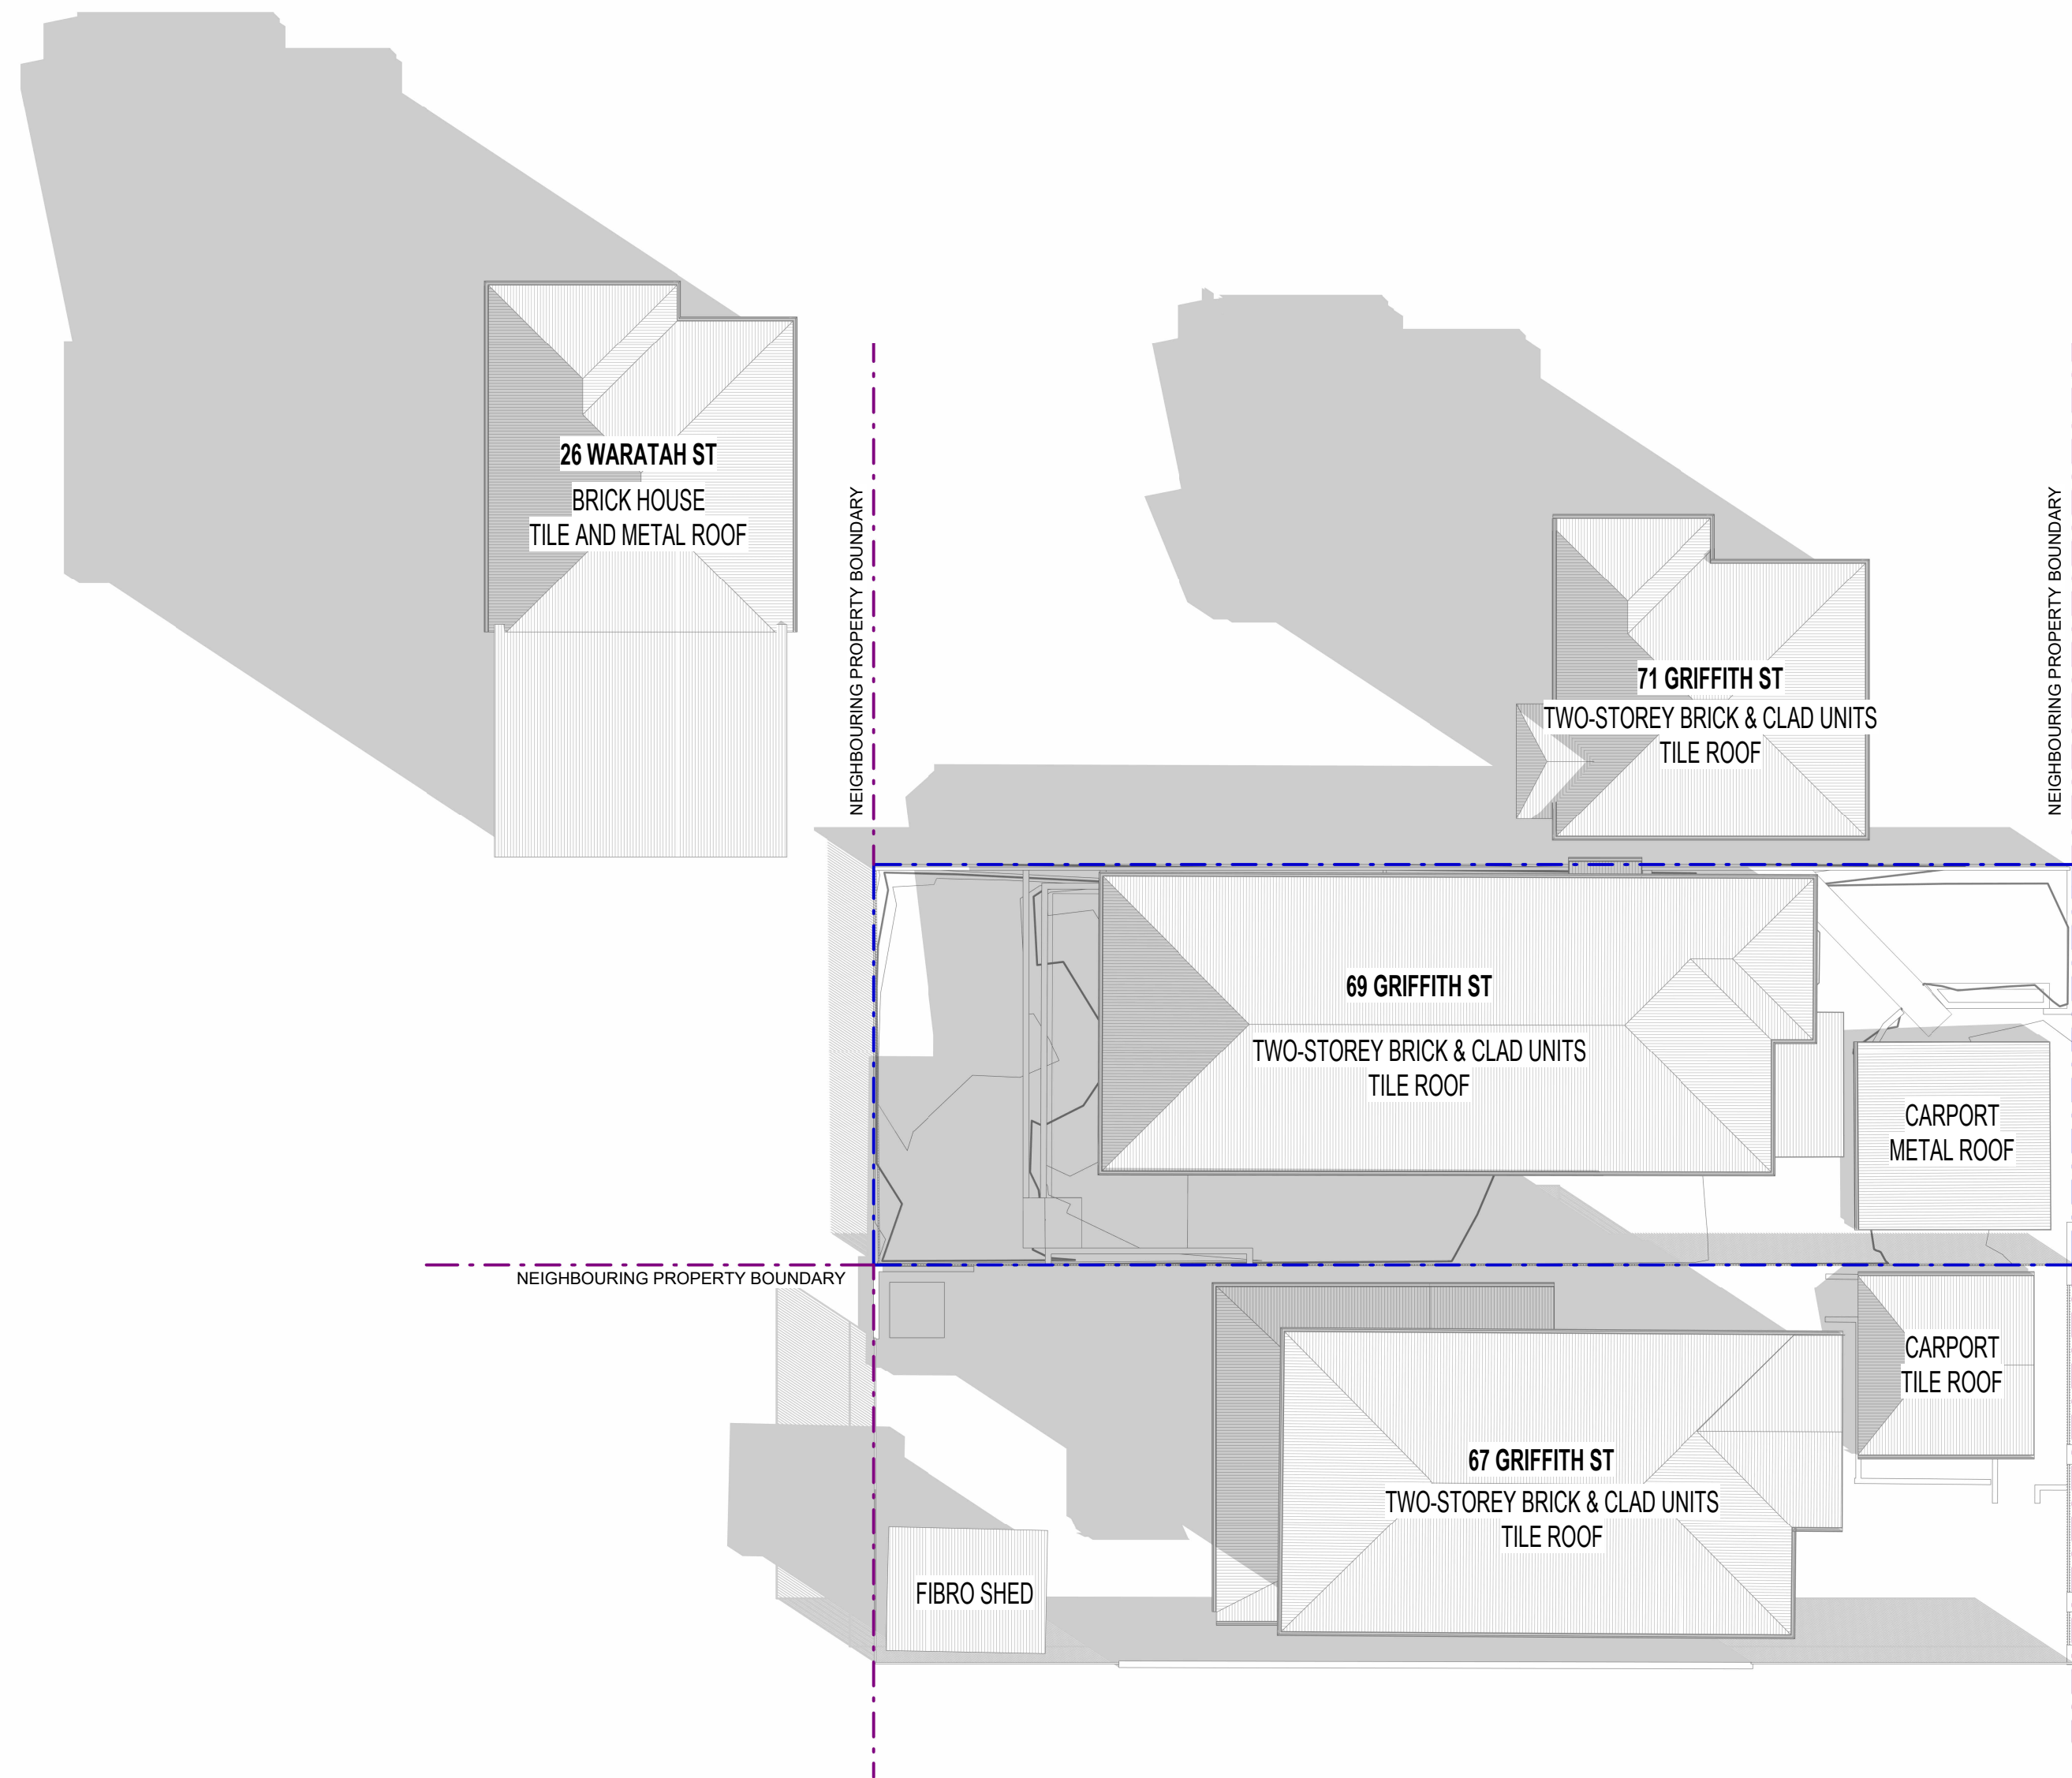 26 WARATAH ST
BRICK HOUSE
TILE AND METAL ROOF
NEIGHBOURING PROPERTY BOUNDARY
NEIGHBOURING PROPERTY BOUNDARY
71 GRIFFITH ST
TWO-STOREY BRICK & CLAD UNITS
TILE ROOF
69 GRIFFITH ST
TWO-STOREY BRICK & CLAD UNITS
TILE ROOF
CARPORT
METAL ROOF
NEIGHBOURING PROPERTY BOUNDARY
CARPORT
TILE ROOF
67 GRIFFITH ST
TWO-STOREY BRICK & CLAD UNITS
TILE ROOF
FIBRO SHED